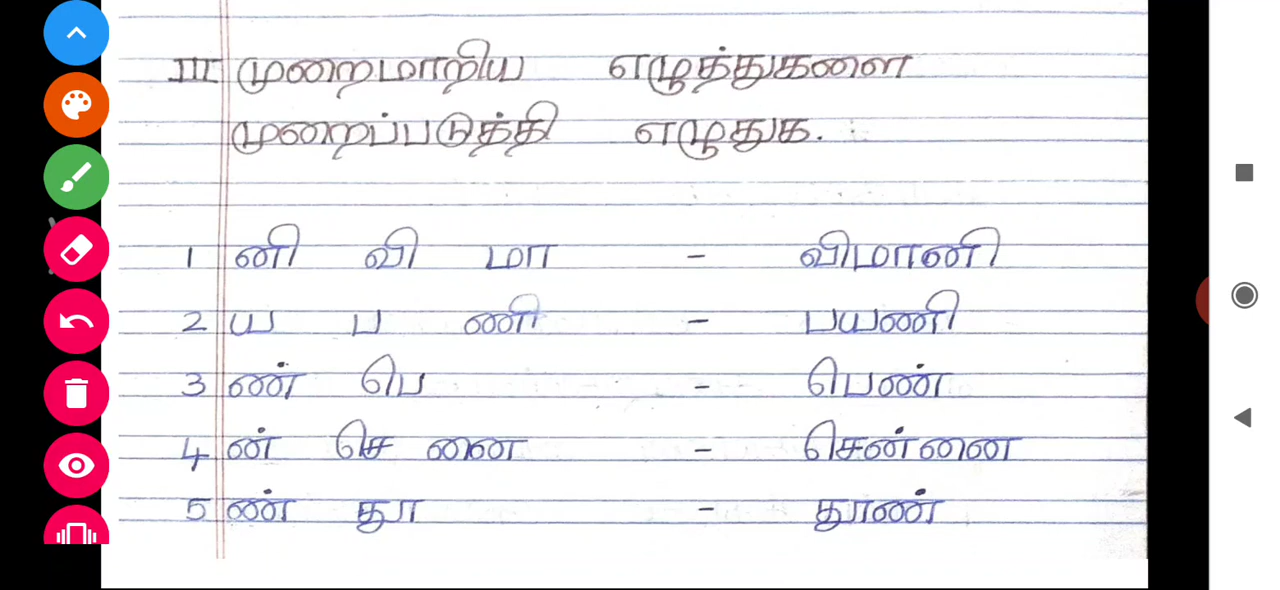 III முறைமாறிய எழுத்துகளை
முறைப்படுத்தி எழுதுக.
1 னி வி மா - விமானி
2 ய ப ணி - பயணி
3 ண் பெ - பெண்
4 ன் செ னை - சென்னை
5 ண் தூ - தூண்